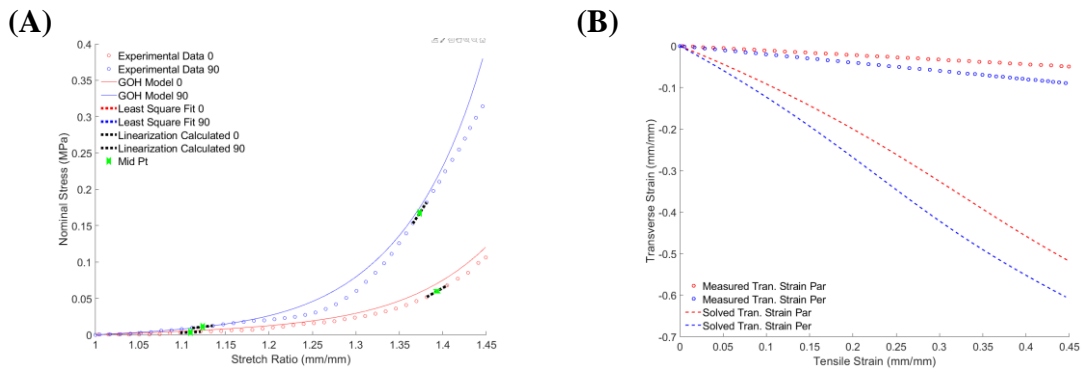 (A)
(B)
Experimental Data 0
Experimental Data 90
GOH Model 0
GOH Model 90
Least Square Fit 0
Least Square Fit 90
Linearization Calculated 0
Linearization Calculated 90
Mid Pt
0.4
0.35
0.3
0.25
0.2
0.15
0.1
0.05
0
Nominal Stress (MPa)
1
1.05
1.1
1.15
1.2
1.25
1.3
1.35
1.4
1.45
Stretch Ratio (mm/mm)
0
-0.1
-0.2
-0.3
-0.4
-0.5
-0.6
-0.7
Transverse Strain (mm/mm)
Measured Tran. Strain Par
Measured Tran. Strain Per
Solved Tran. Strain Par
Solved Tran. Strain Per
0
0.05
0.1
0.15
0.2
0.25
0.3
0.35
0.4
0.45
Tensile Strain (mm/mm)